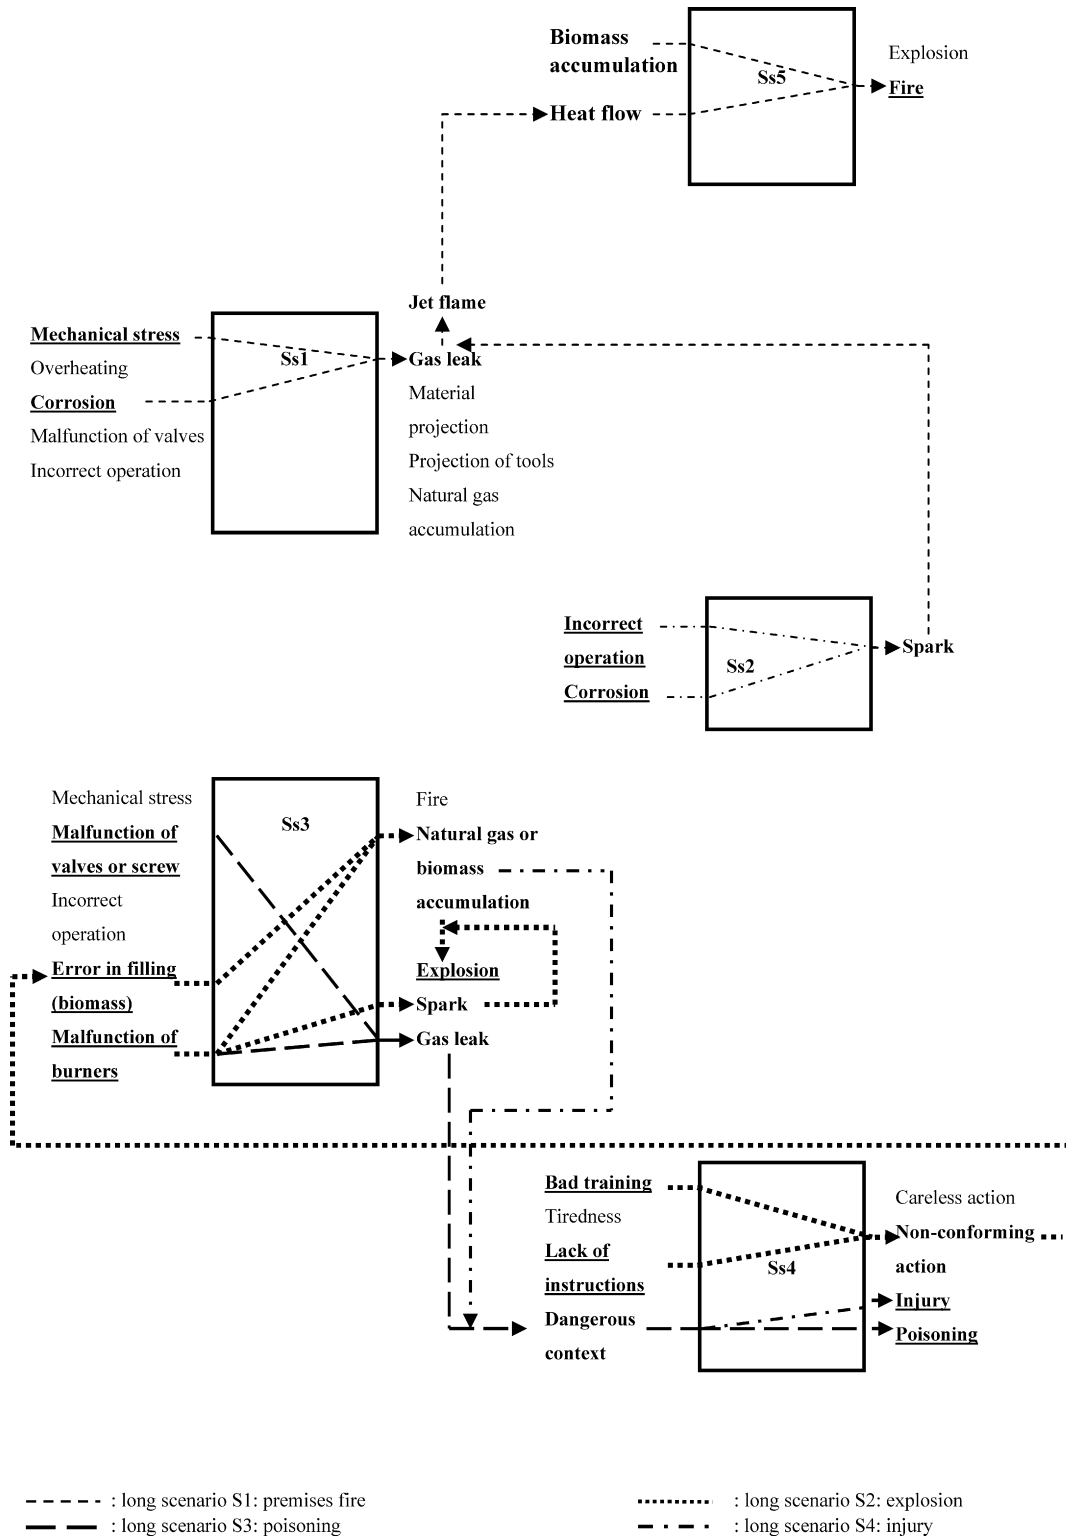 Biomass
accumulation
Heat flow
Ss5
Explosion
Fire
Jet flame
Mechanical stress
Overheating
Corrosion
Malfunction of valves
Incorrect operation
Ss1
Gas leak
Material
projection
Projection of tools
Natural gas
accumulation
Incorrect
operation
Corrosion
Ss2
Spark
Mechanical stress
Malfunction of
valves or screw
Incorrect
operation
Error in filling
(biomass)
Malfunction of
burners
Ss3
Fire
Natural gas or
biomass
accumulation
Explosion
Spark
Gas leak
Bad training
Tiredness
Lack of
instructions
Dangerous
context
Ss4
Careless action
Non-conforming
action
Injury
Poisoning
: long scenario S1: premises fire
: long scenario S2: explosion
: long scenario S3: poisoning
: long scenario S4: injury